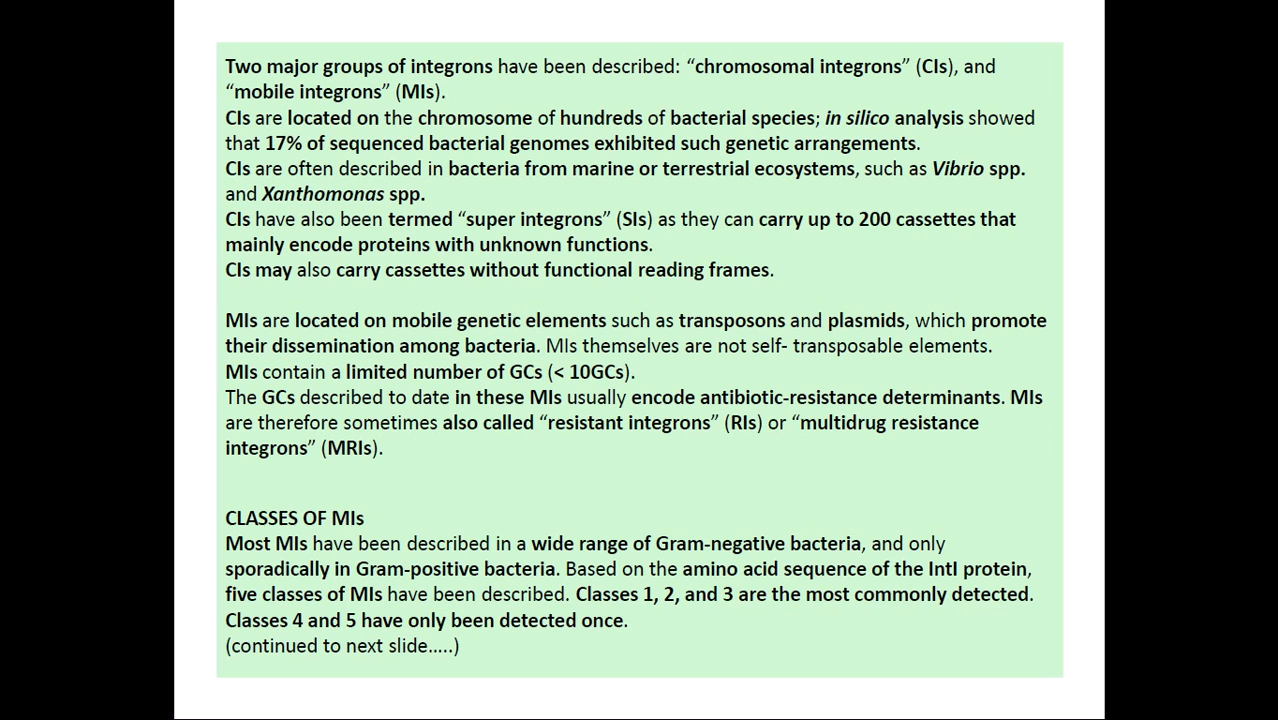 Two major groups of integrons have been described: “chromosomal integrons” (CIs), and
“mobile integrons” (MIs).
CIs are located on the chromosome of hundreds of bacterial species; in silico analysis showed
that 17% of sequenced bacterial genomes exhibited such genetic arrangements.
CIs are often described in bacteria from marine or terrestrial ecosystems, such as Vibrio spp.
and Xanthomonas spp.
CIs have also been termed “super integrons” (SIs) as they can carry up to 200 cassettes that
mainly encode proteins with unknown functions.
CIs may also carry cassettes without functional reading frames.
MIs are located on mobile genetic elements such as transposons and plasmids, which promote
their dissemination among bacteria. MIs themselves are not self- transposable elements.
MIs contain a limited number of GCs (< 10GCs).
The GCs described to date in these MIs usually encode antibiotic-resistance determinants. MIs
are therefore sometimes also called “resistant integrons” (RIs) or “multidrug resistance
integrons” (MRIs).
CLASSES OF MIs
Most MIs have been described in a wide range of Gram-negative bacteria, and only
sporadically in Gram-positive bacteria. Based on the amino acid sequence of the IntI protein,
five classes of MIs have been described. Classes 1, 2, and 3 are the most commonly detected.
Classes 4 and 5 have only been detected once.
(continued to next slide…..)